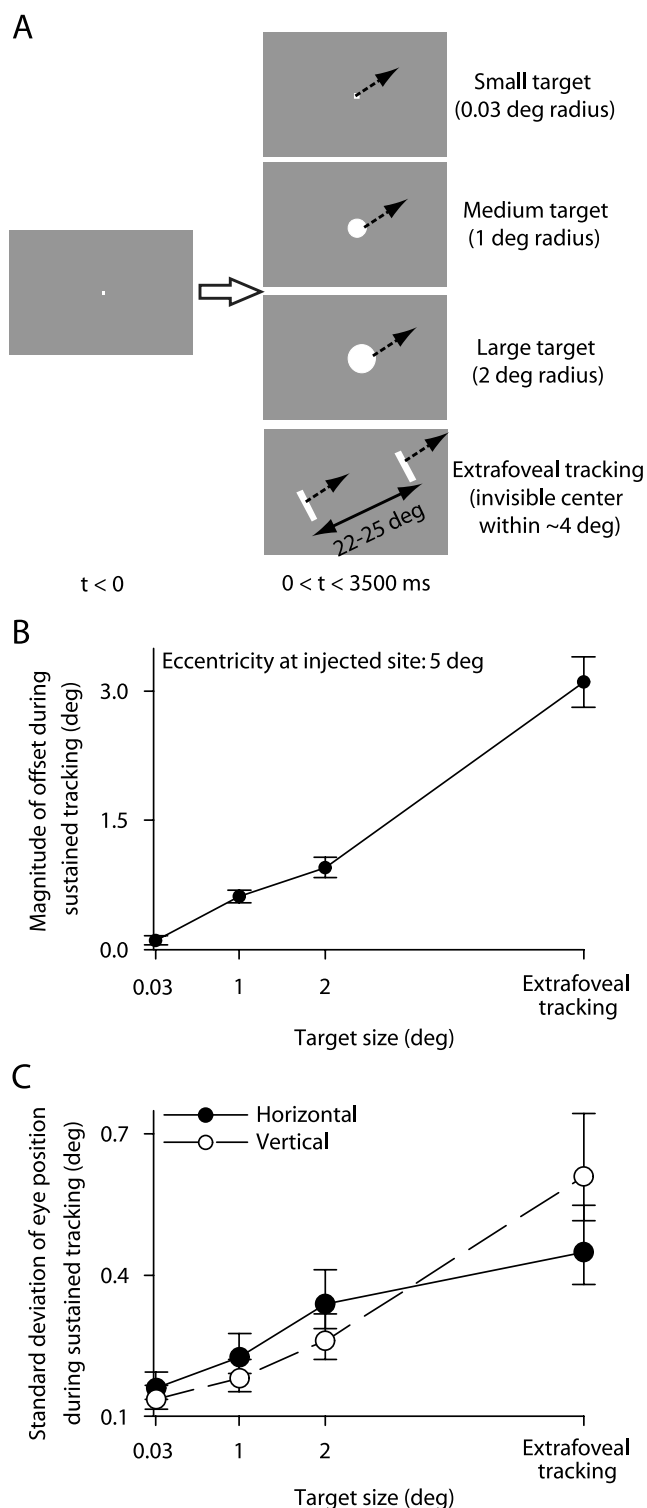 A
Small target
(0.03 deg radius)
Medium target
(1 deg radius)
Large target
(2 deg radius)
22-25 deg
Extrafoveal tracking
(invisible center
within ~4 deg)
t < 0
0 < t < 3500 ms
B
Eccentricity at injected site: 5 deg
Magnitude of offset during
sustained tracking (deg)
3.0
1.5
0.0
0.03
1
2
Extrafoveal
tracking
Target size (deg)
C
Horizontal
Vertical
Standard deviation of eye position
during sustained tracking (deg)
0.7
0.4
0.1
0.03
1
2
Extrafoveal
tracking
Target size (deg)